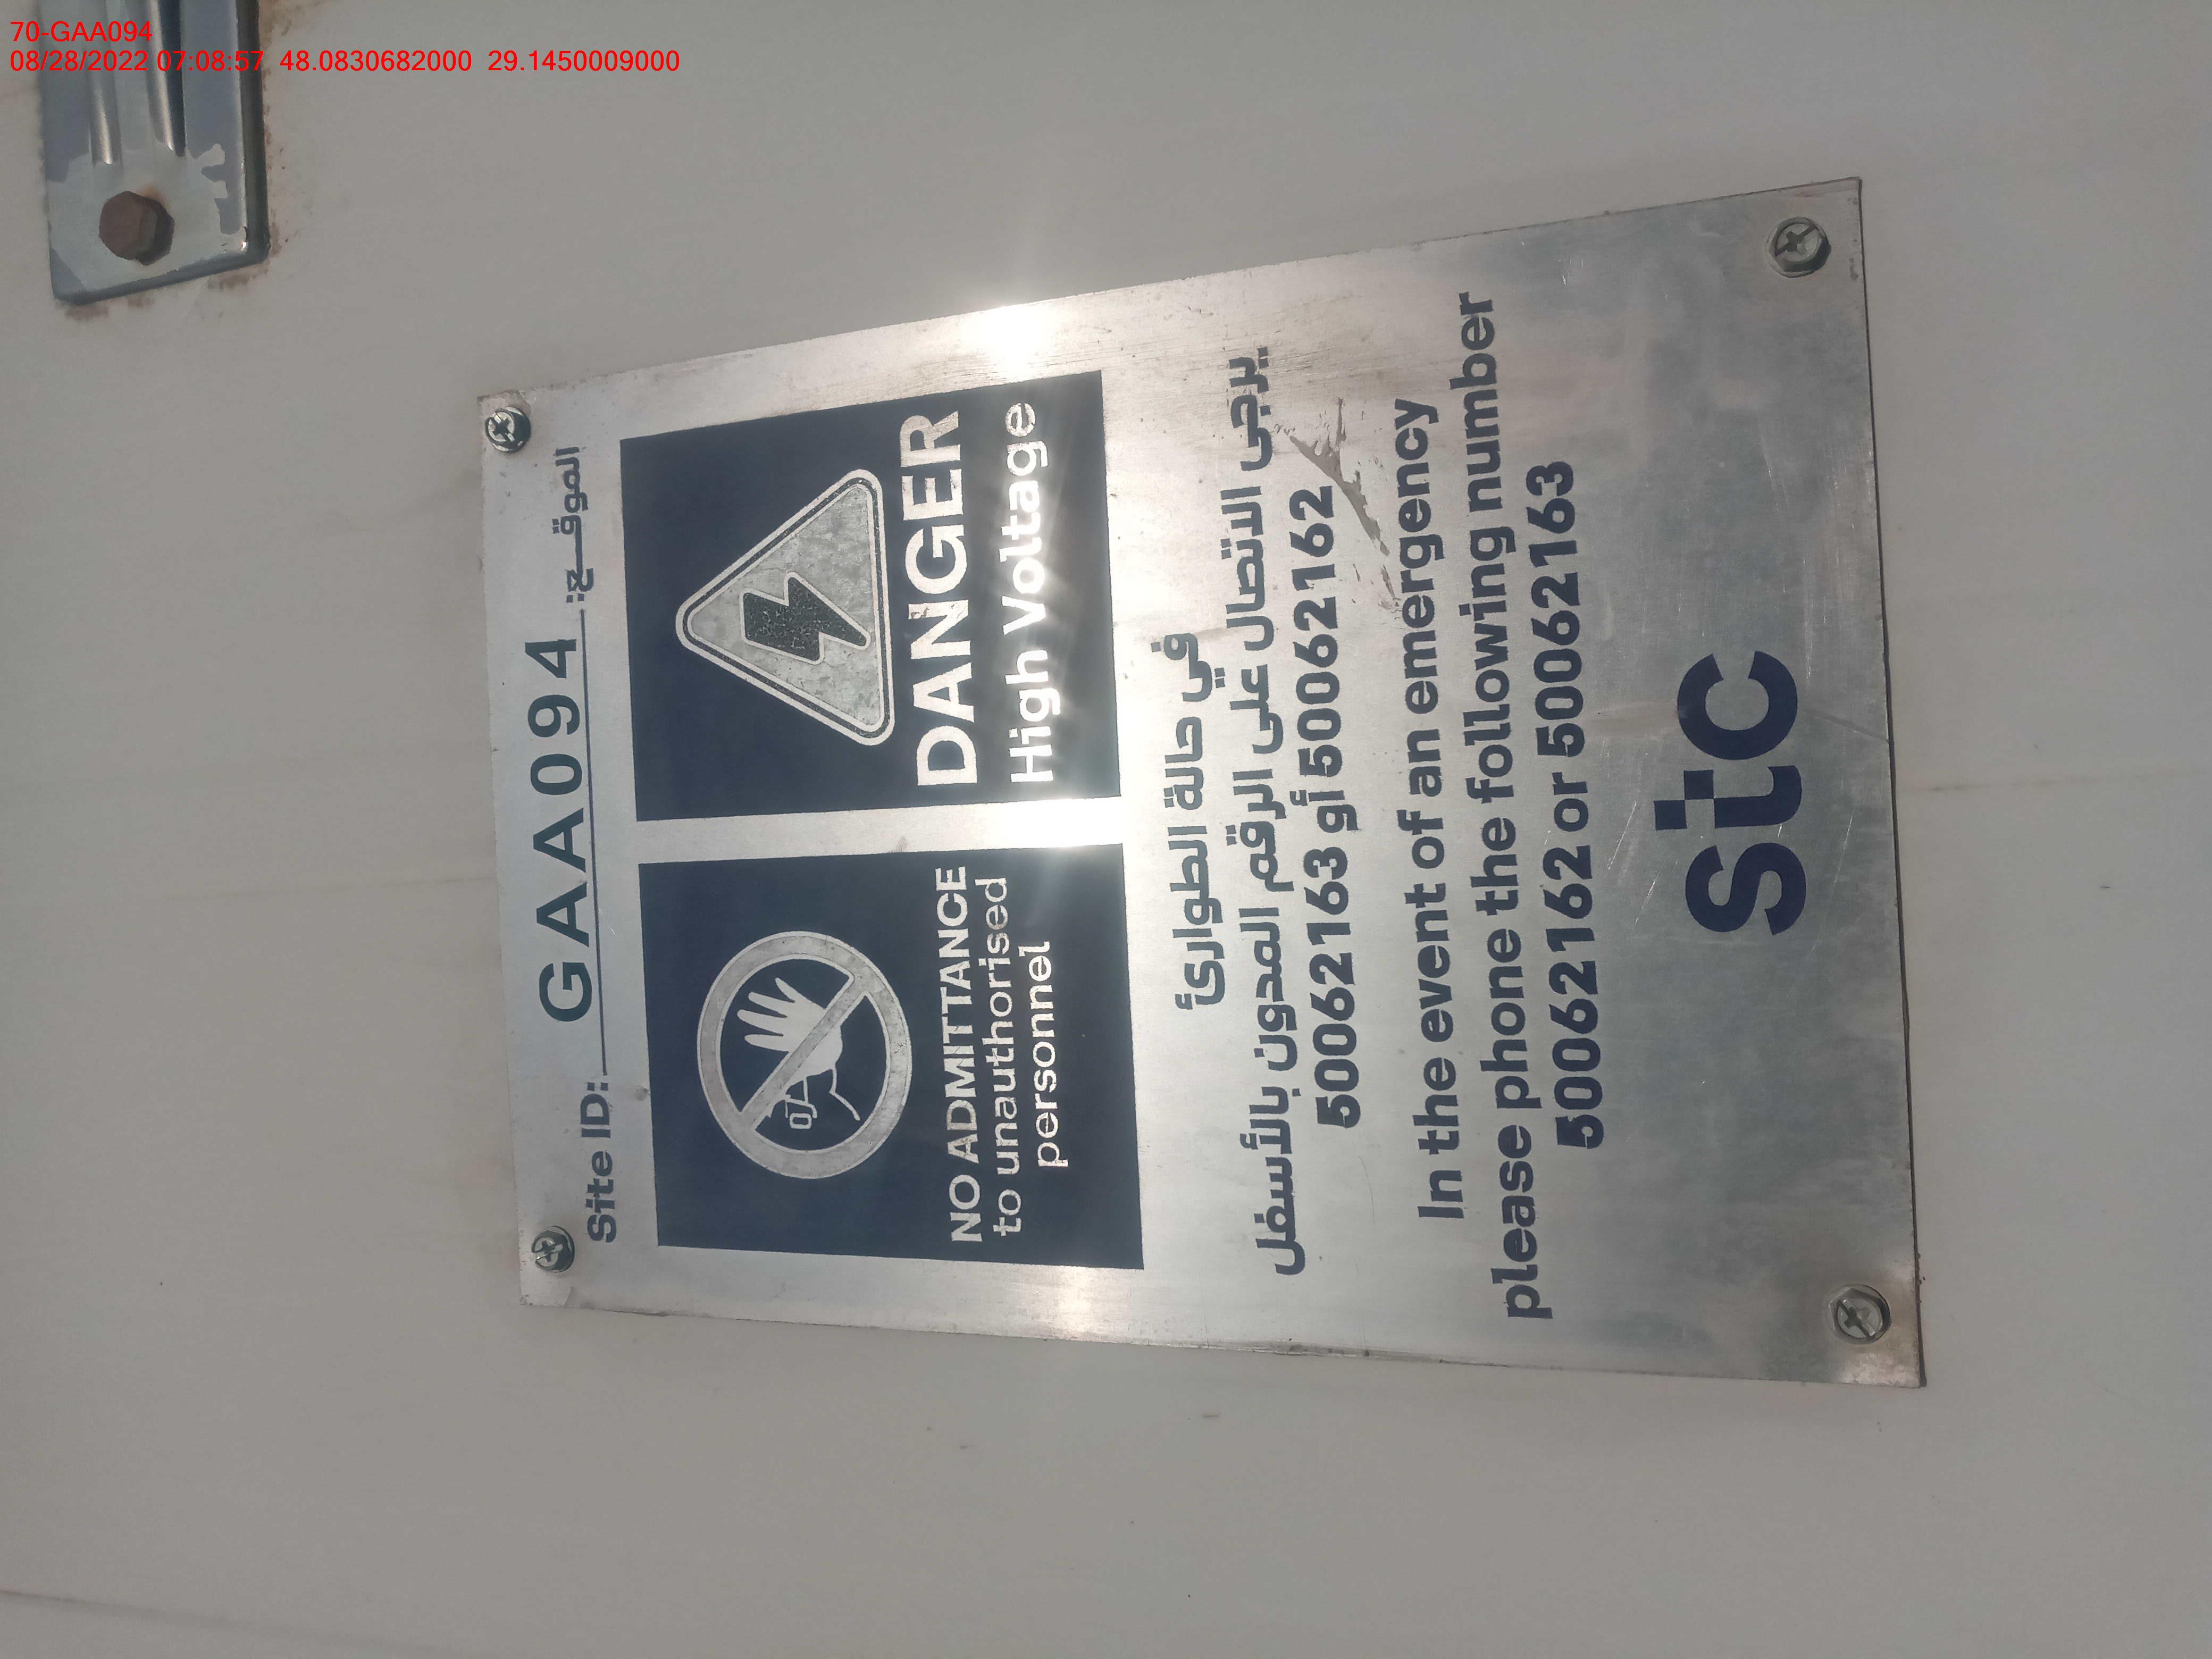 70-GAA094
08/28/2022 07:08:57 48.0830682000 29.1450009000
Site ID: GAA094 الموقع:
NO ADMITTANCE
to unauthorised
personnel
DANGER
High Voltage
في حالة الطوارئ
يرجى الاتصال على الرقم المدون بالأسفل
50062163 أو 50062162
In the event of an emergency
please phone the following number
50062162 or 50062163
stc